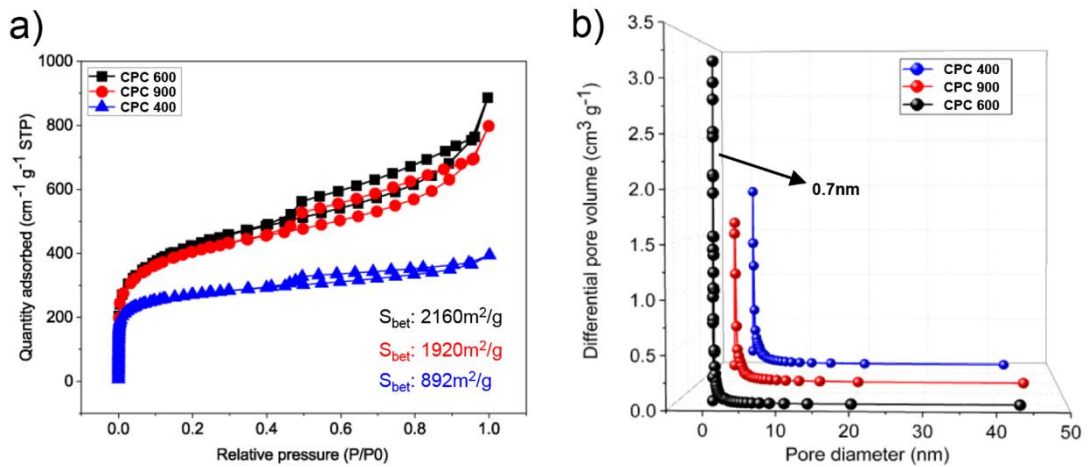 a)
Quantity adsorbed (cm⁻¹ g⁻¹ STP)
1000
800
600
400
200
0
CPC 600
CPC 900
CPC 400
S_bet: 2160m²/g
S_bet: 1920m²/g
S_bet: 892m²/g
0.0 0.2 0.4 0.6 0.8 1.0
Relative pressure (P/P0)
b)
Differential pore volume (cm³ g⁻¹)
3.5
3.0
2.5
2.0
1.5
1.0
0.5
0.0
CPC 400
CPC 900
CPC 600
0.7nm
0 10 20 30 40 50
Pore diameter (nm)